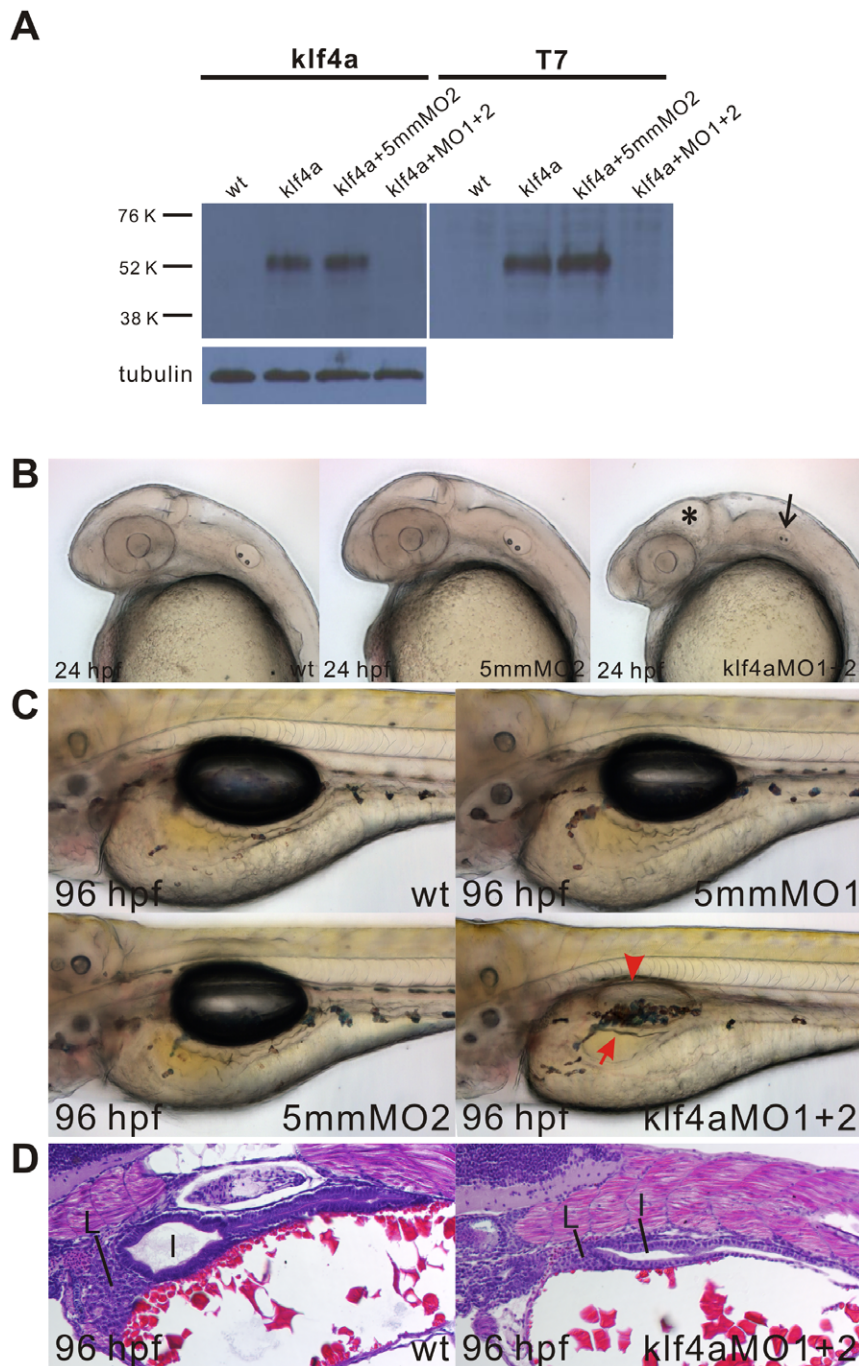 A
klf4a T7
wt klf4a klf4a+5mmMO2 klf4a+MO1+2 wt klf4a klf4a+5mmMO2 klf4a+MO1+2
76 K
52 K
38 K
tubulin
B
*
24 hpf wt 24 hpf 5mmMO2 24 hpf klf4aMO1+2
C
96 hpf wt 96 hpf 5mmMO1
96 hpf 5mmMO2 96 hpf klf4aMO1+2
D
L I L I
96 hpf wt 96 hpf klf4aMO1+2